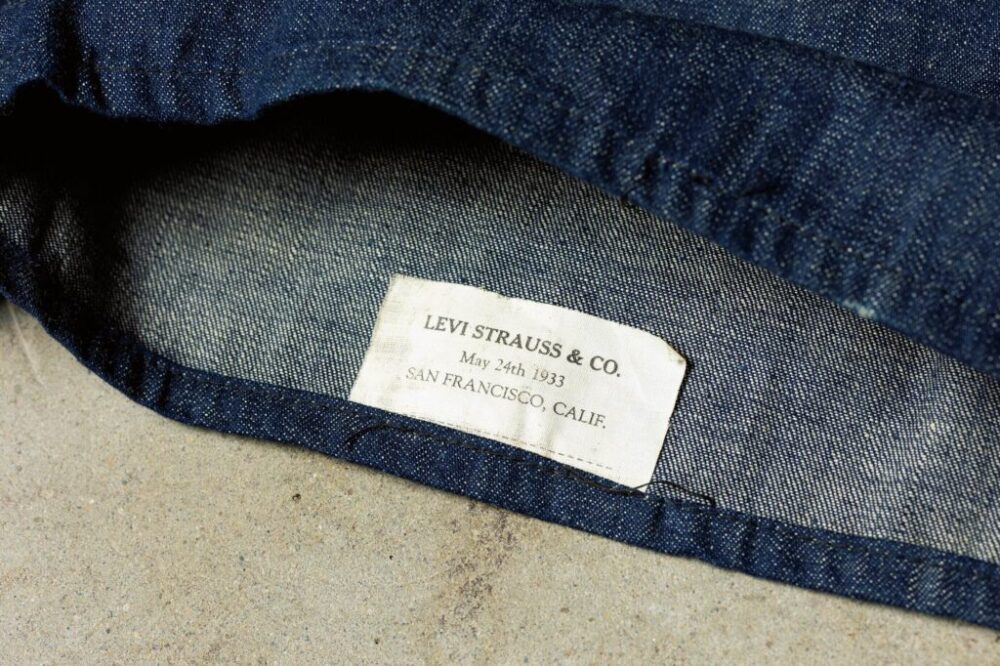 LEVI STRAUSS & CO.
May 24th 1933
SAN FRANCISCO, CALIF.